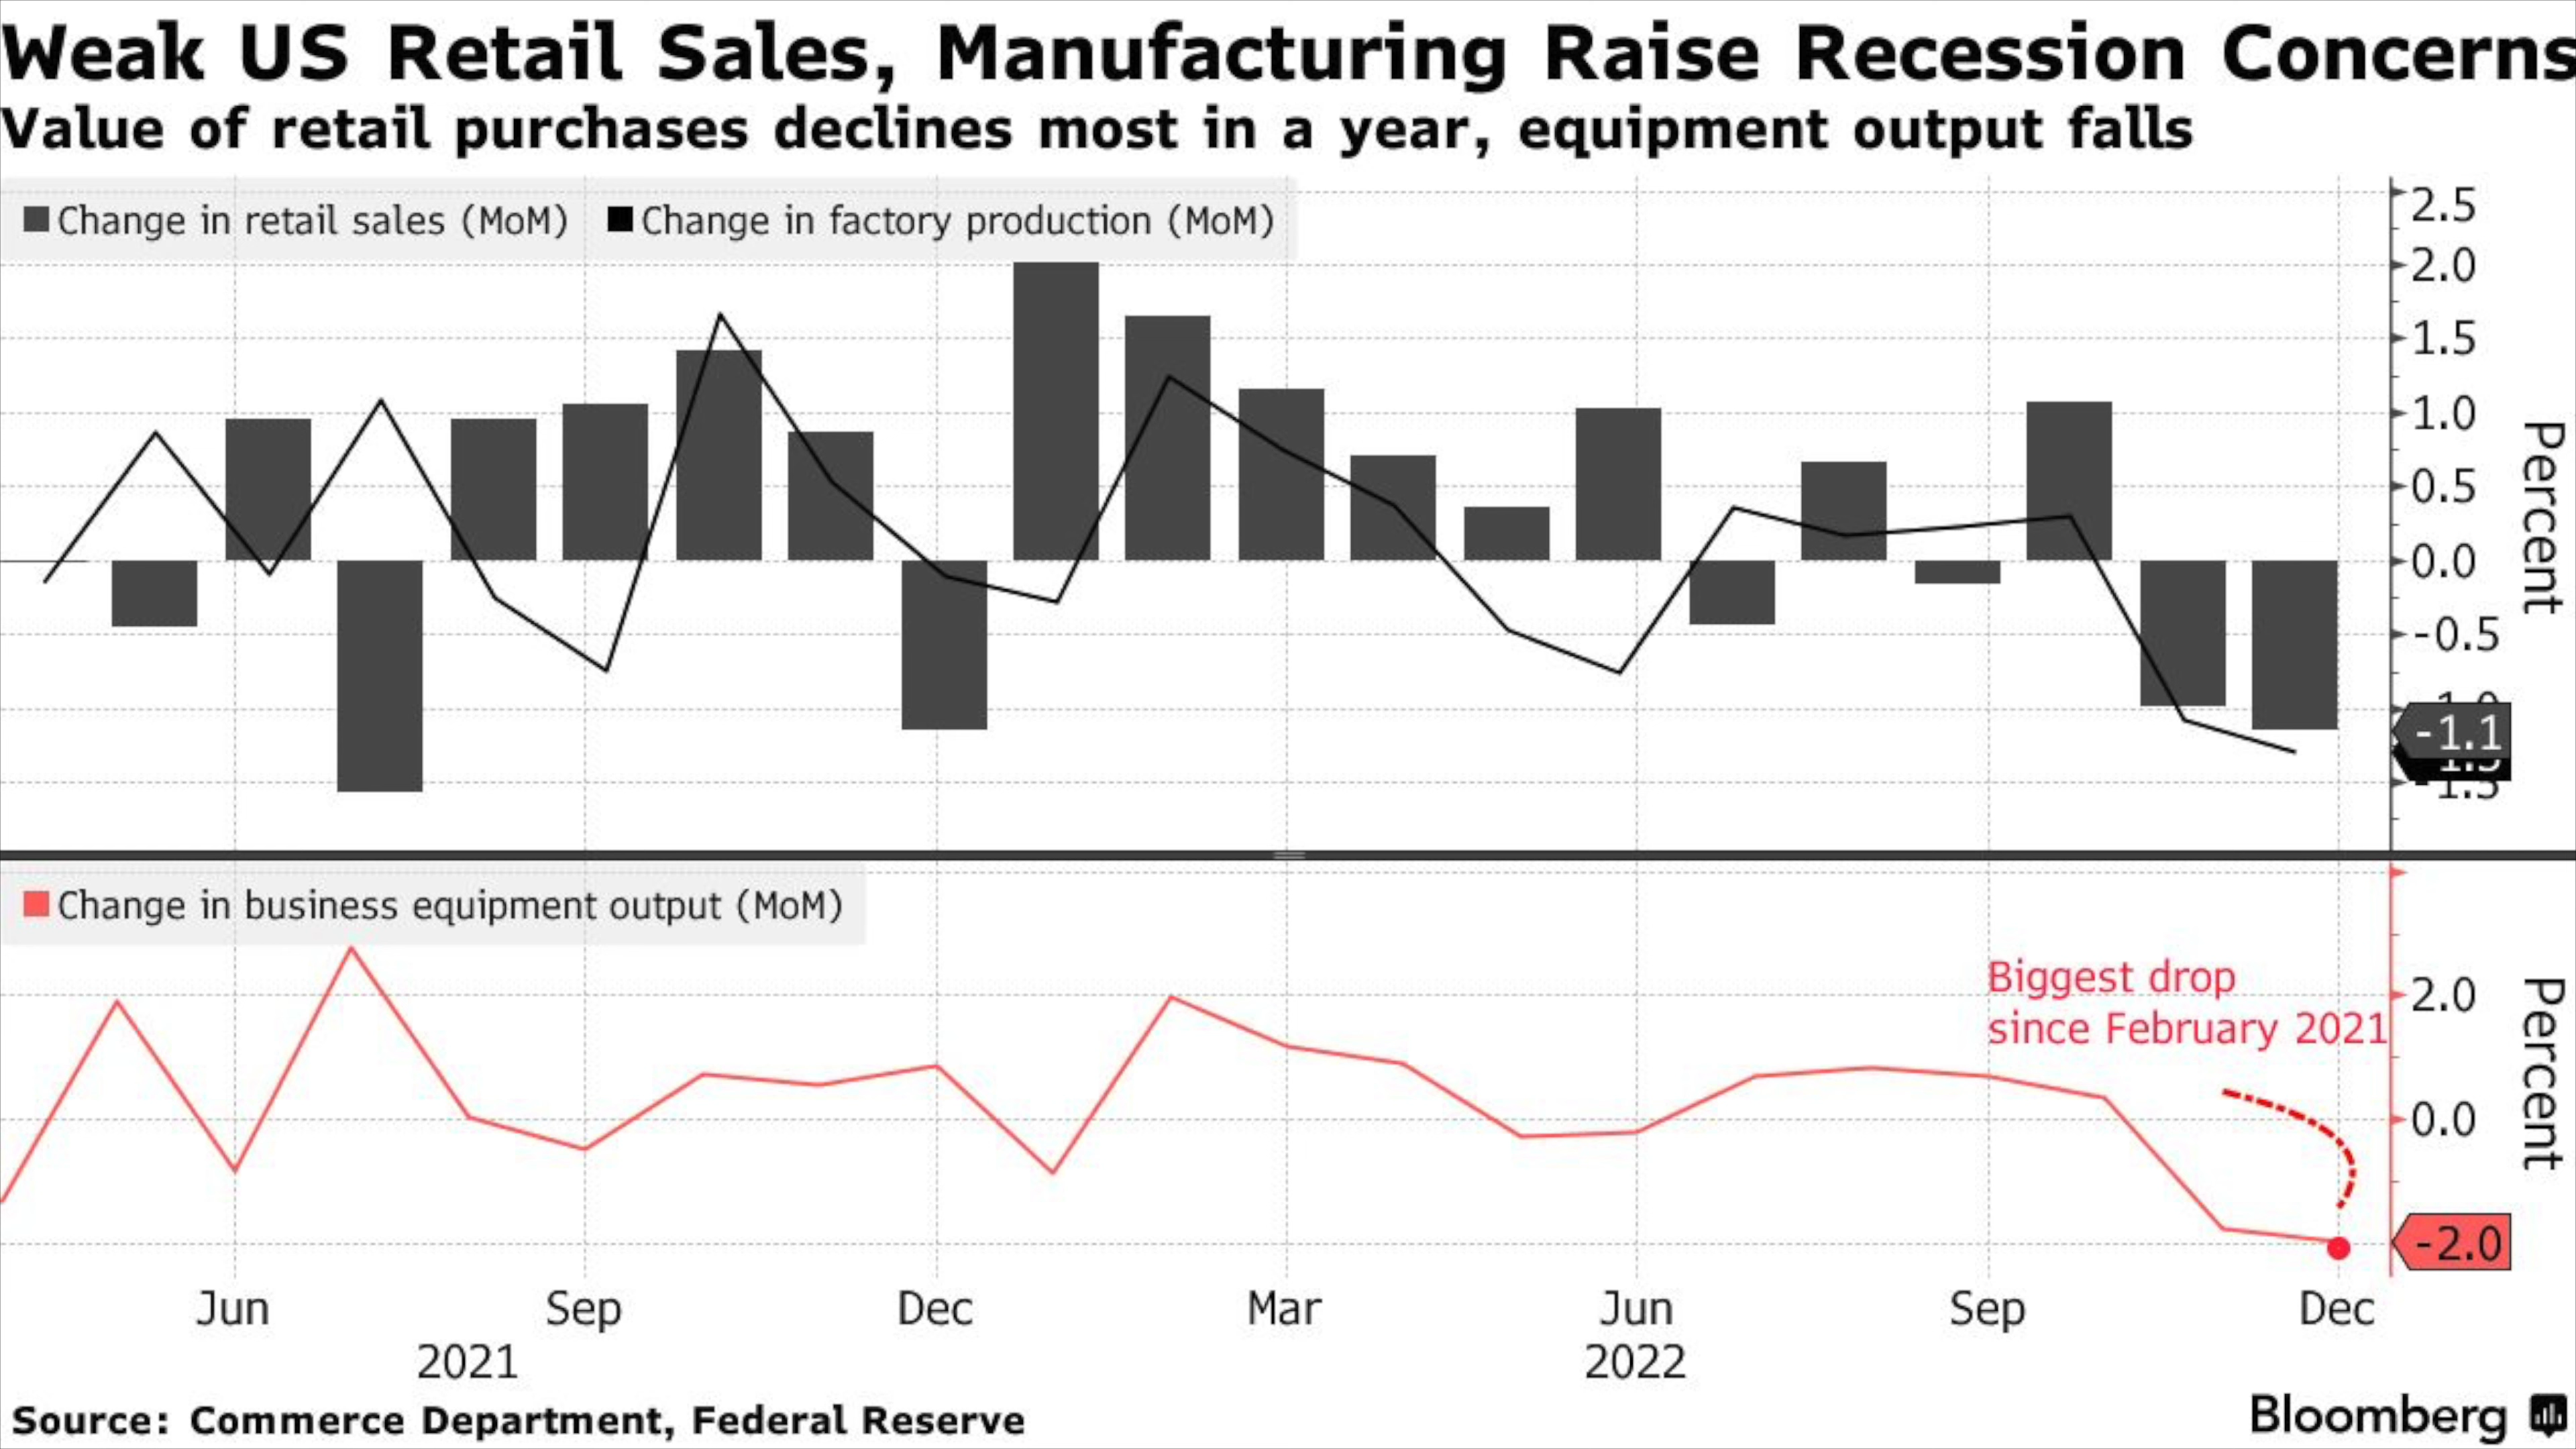 Weak US Retail Sales, Manufacturing Raise Recession Concerns
Value of retail purchases declines most in a year, equipment output falls
Change in retail sales (MoM) Change in factory production (MoM)
2.5
2.0
1.5
1.0
0.5
0.0
-0.5
-1.1
Percent
Change in business equipment output (MoM)
Biggest drop
since February 2021
2.0
0.0
-2.0
Percent
Jun Sep Dec Mar Jun Sep Dec
2021 2022
Source: Commerce Department, Federal Reserve
Bloomberg